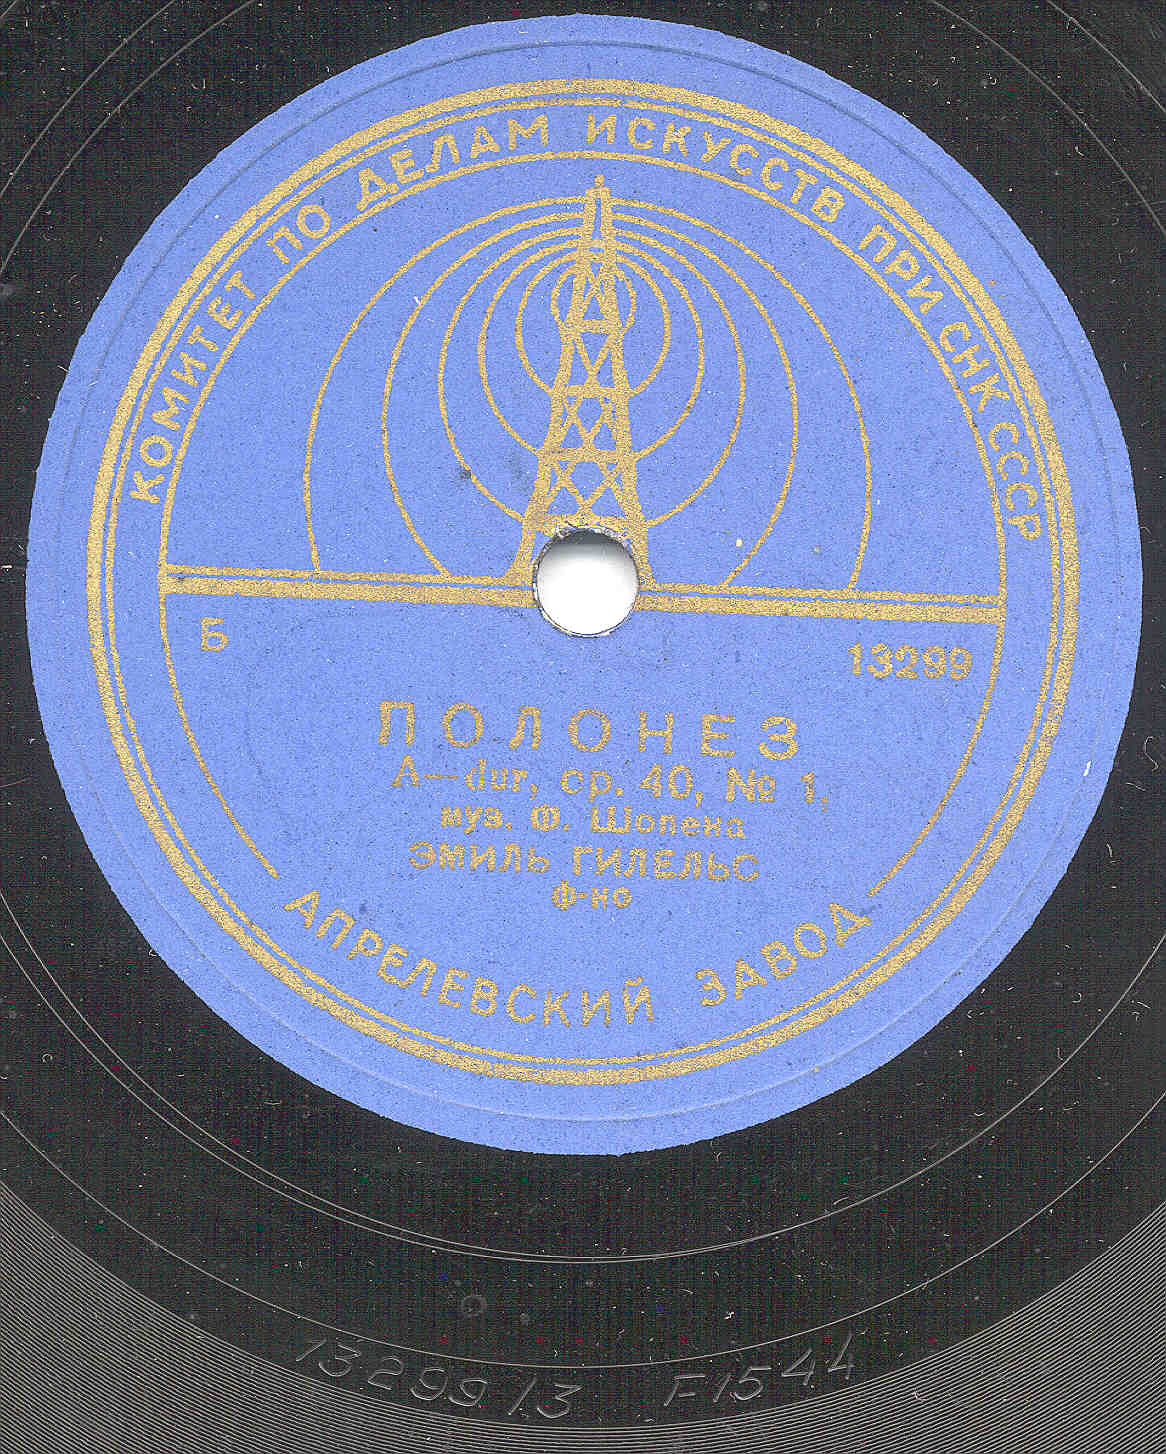 КОМИТЕТ ПО ДЕЛАМ ИСКУССТВ ПРИ СНК СССР
Б
13299
ПОЛОНЕЗ
A—dur, op. 40, № 1,
муз. Ф. Шопена
ЭМИЛЬ ГИЛЕЛЬС
Ф-но
АПРЕЛЕВСКИЙ ЗАВОД
13299/3 F1544